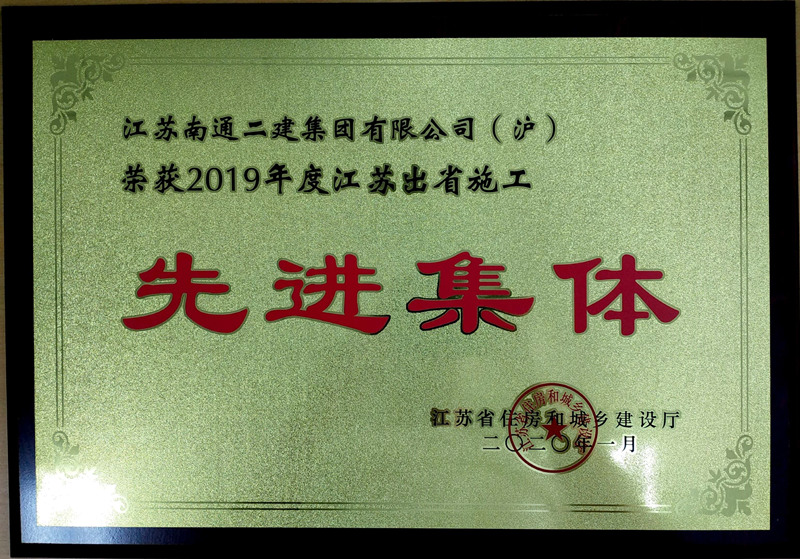 江苏南通二建集团有限公司（沪）
荣获2019年度江苏出省施工
先进集体
江苏省住房和城乡建设厅
二〇二〇年一月